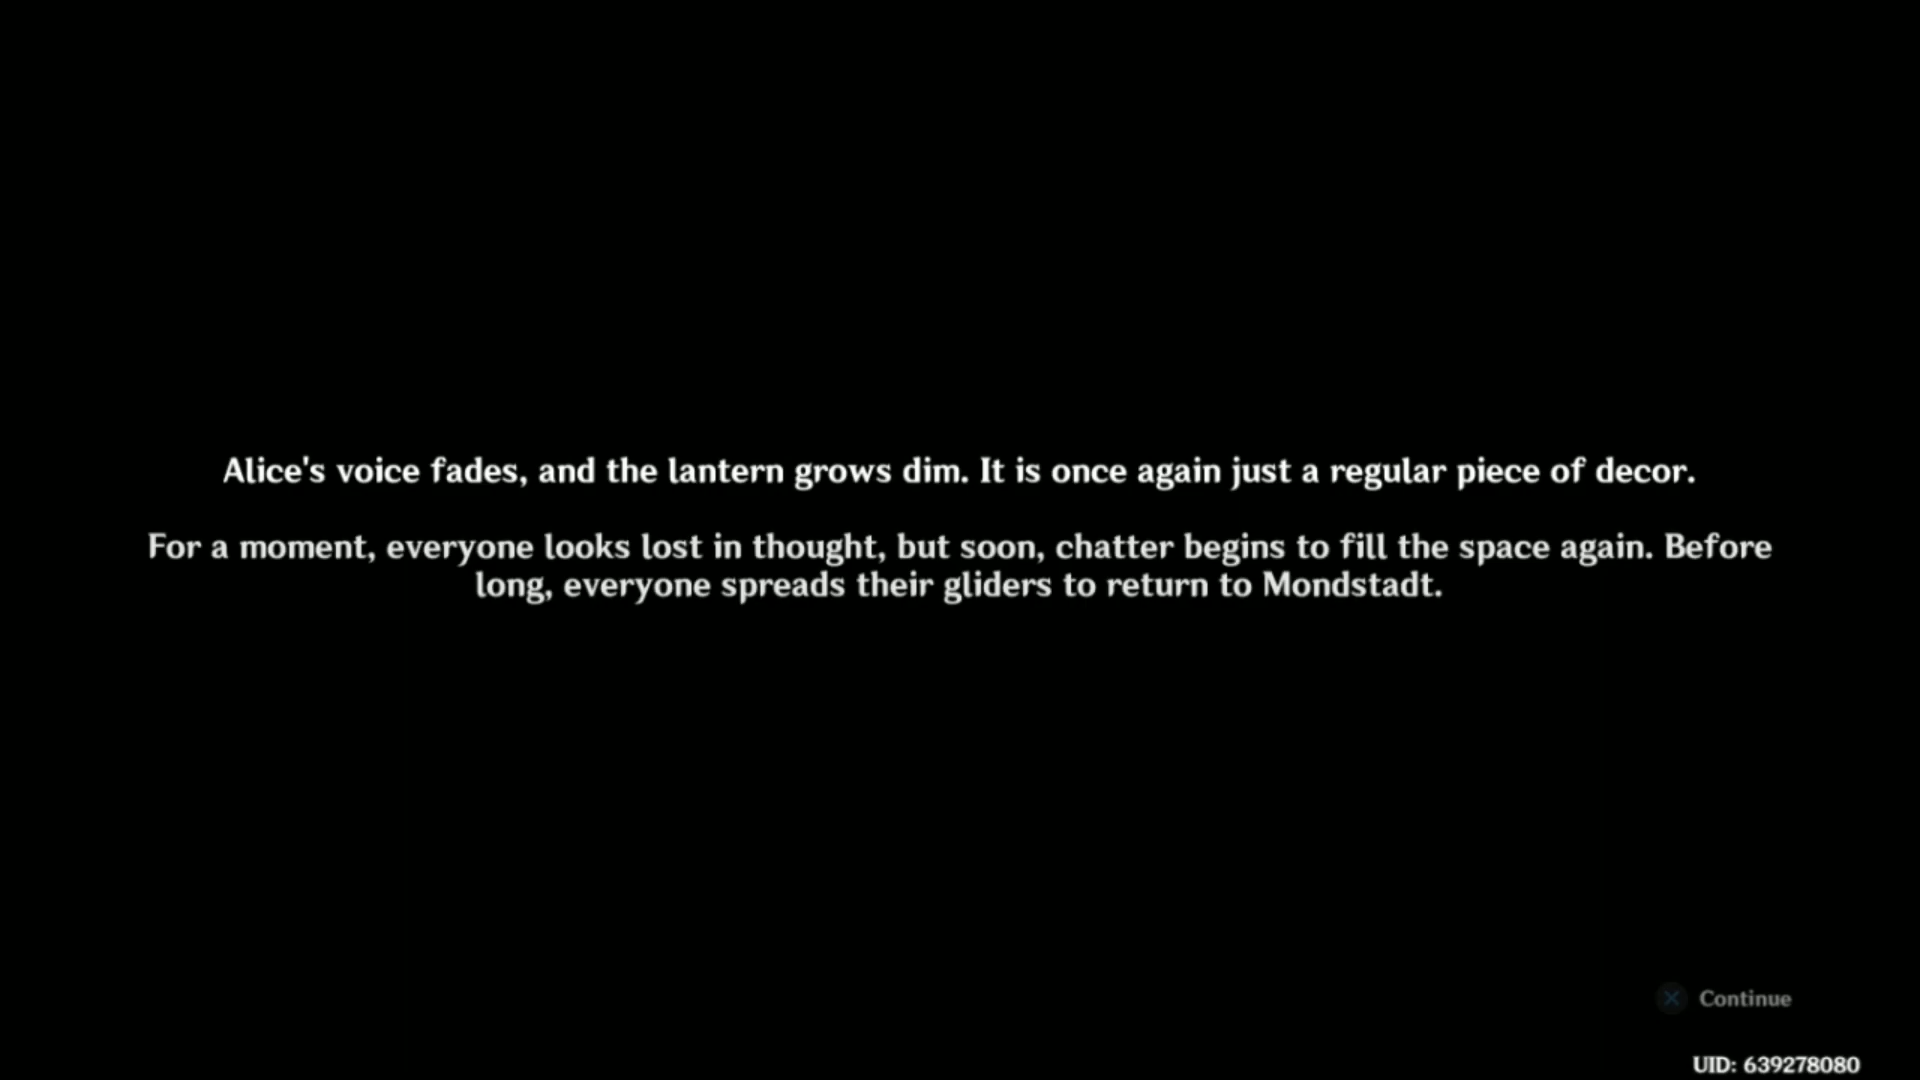 Alice's voice fades, and the lantern grows dim. It is once again just a regular piece of decor.
For a moment, everyone looks lost in thought, but soon, chatter begins to fill the space again. Before
long, everyone spreads their gliders to return to Mondstadt.
Continue
UID: 639278080